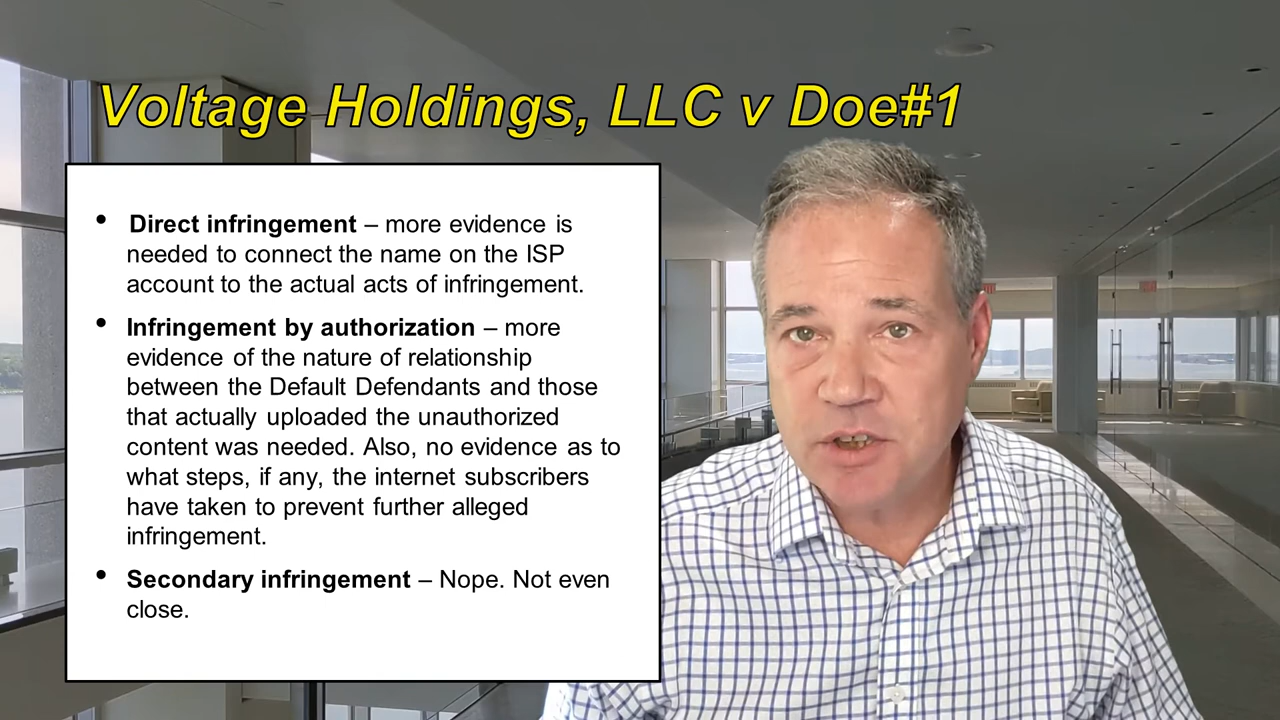 Voltage Holdings, LLC v Doe#1
• Direct infringement – more evidence is
needed to connect the name on the ISP
account to the actual acts of infringement.
• Infringement by authorization – more
evidence of the nature of relationship
between the Default Defendants and those
that actually uploaded the unauthorized
content was needed. Also, no evidence as to
what steps, if any, the internet subscribers
have taken to prevent further alleged
infringement.
• Secondary infringement – Nope. Not even
close.